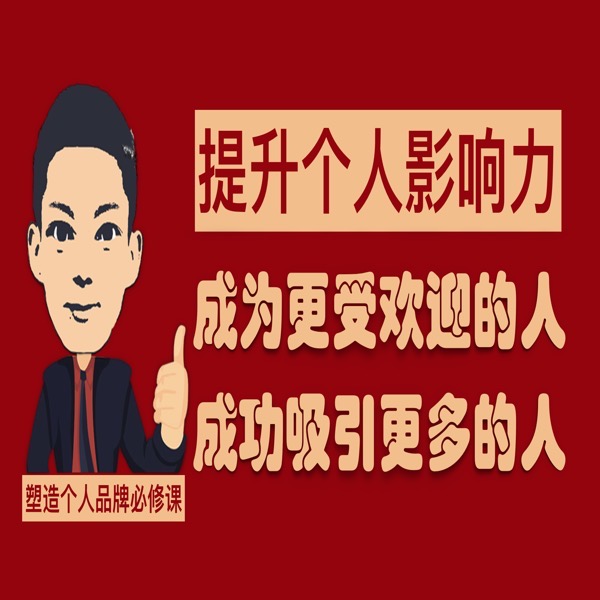 提升个人影响力
成为更受欢迎的人
成功吸引更多的人
塑造个人品牌必修课